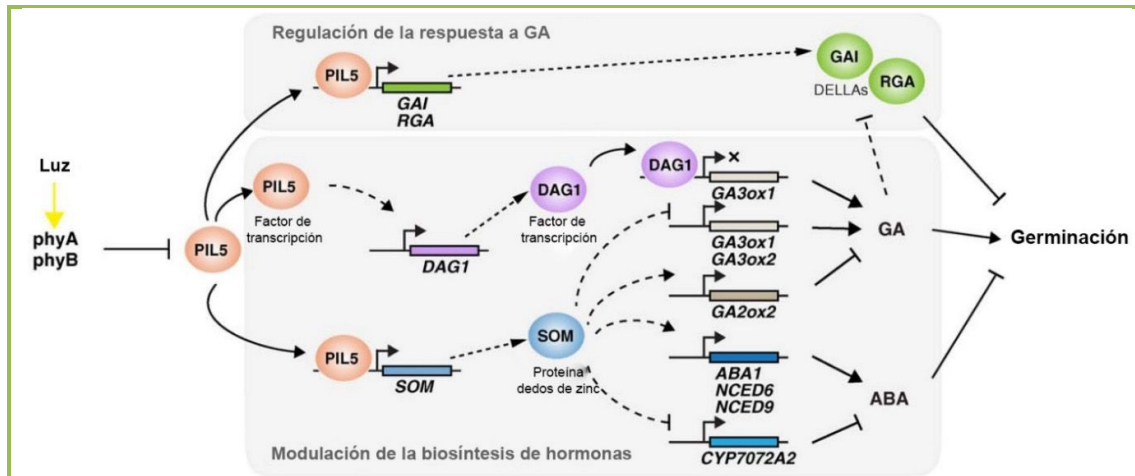 Regulación de la respuesta a GA
PIL5
GAI
RGA
GAI
RGA
DELLAs
Luz
phyA
phyB
PIL5
PIL5
Factor de
transcripción
DAG1
DAG1
Factor de
transcripción
DAG1
GA3ox1
GA3ox1
GA3ox2
GA2ox2
GA
Germinación
PIL5
SOM
SOM
Proteína
dedos de zinc
ABA1
NCED6
NCED9
ABA
CYP7072A2
Modulación de la biosíntesis de hormonas